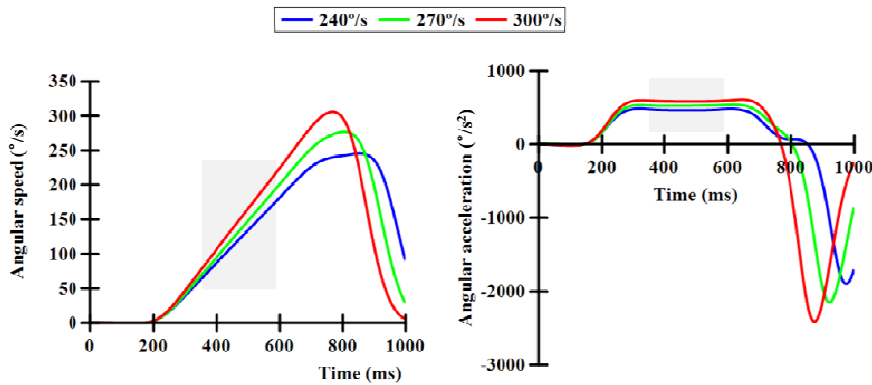 240°/s 270°/s 300°/s
Angular speed (°/s)
350
300
250
200
150
100
50
0
0 200 400 600 800 1000
Time (ms)
Angular acceleration (°/s²)
1000
0
-1000
-2000
-3000
0 200 400 600 800 1000
Time (ms)